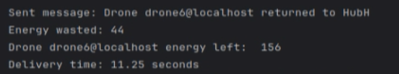 Sent message: Drone drone6@localhost returned to HubH
Energy wasted: 44
Drone drone6@localhost energy left:  156
Delivery time: 11.25 seconds